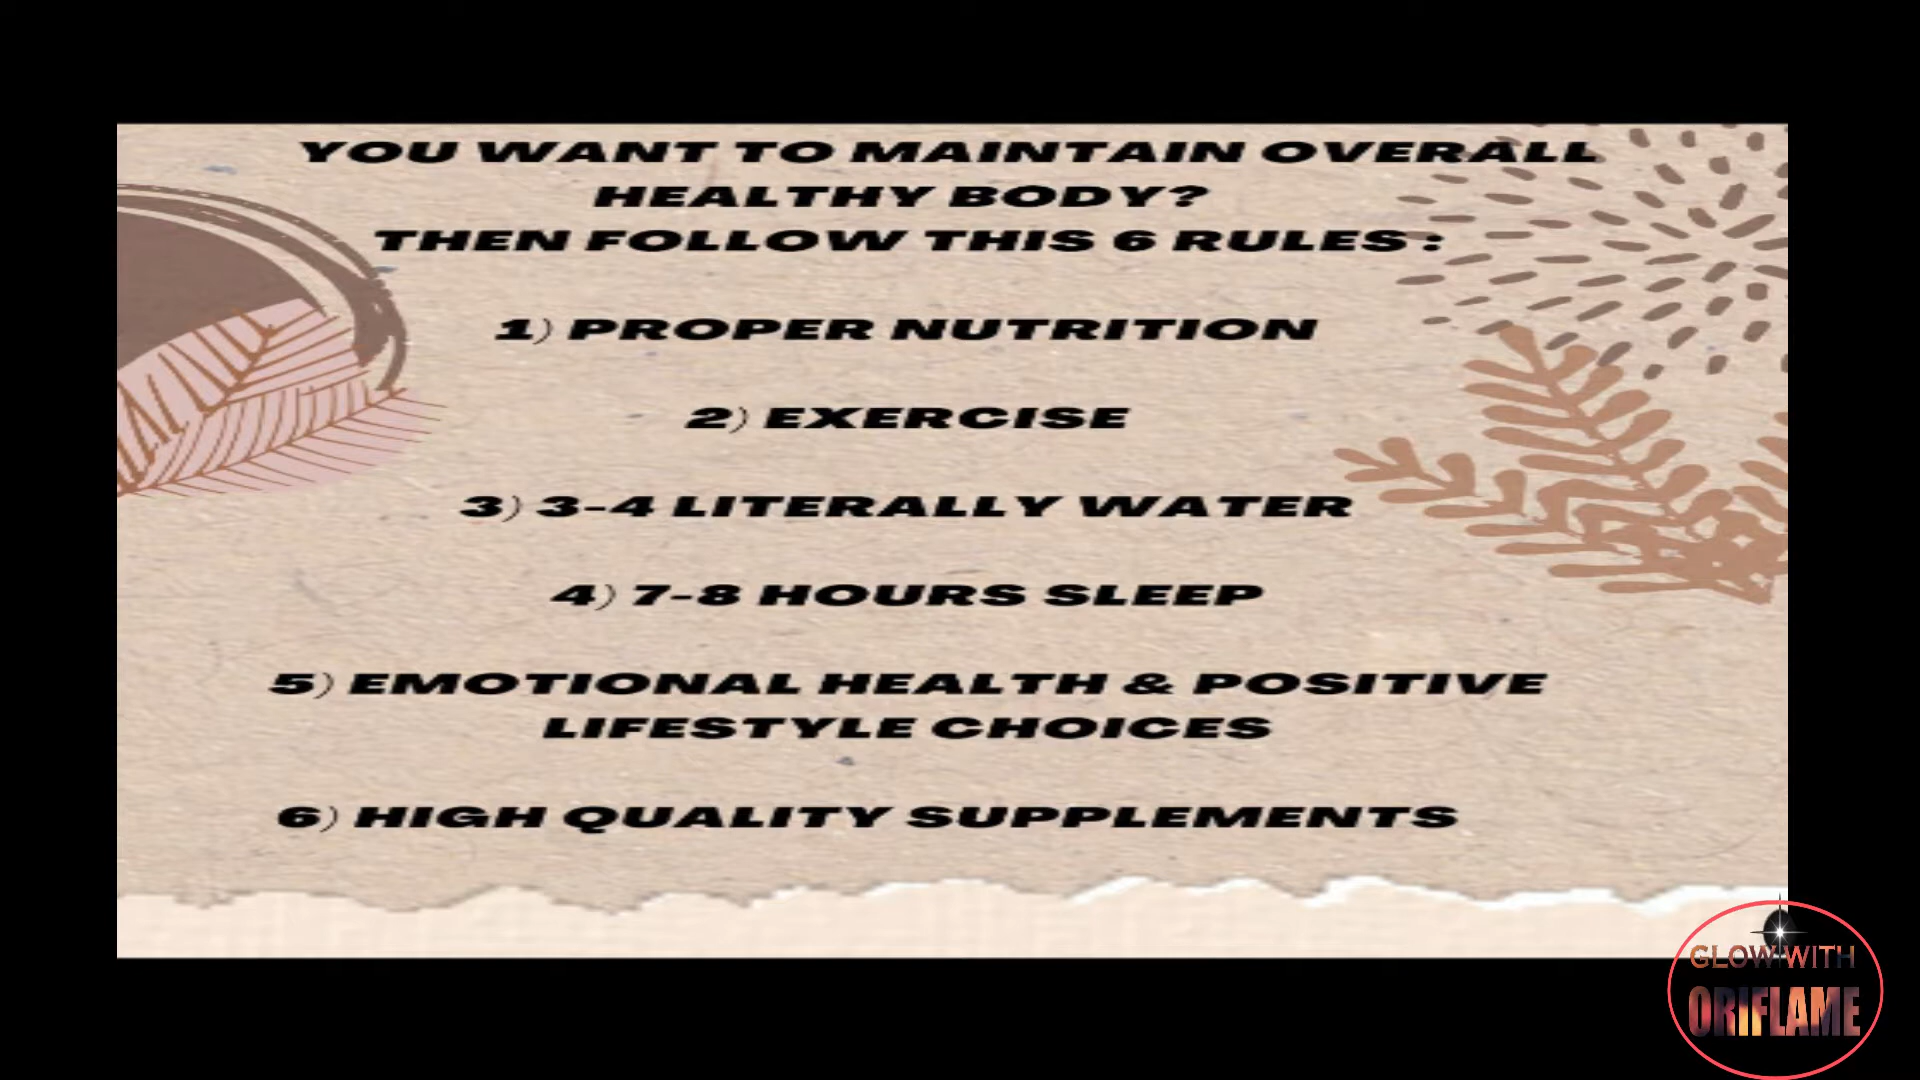 YOU WANT TO MAINTAIN OVERALL
HEALTHY BODY?
THEN FOLLOW THIS 6 RULES :
1) PROPER NUTRITION
2) EXERCISE
3) 3-4 LITERALLY WATER
4) 7-8 HOURS SLEEP
5) EMOTIONAL HEALTH & POSITIVE
LIFESTYLE CHOICES
6) HIGH QUALITY SUPPLEMENTS
GLOW WITH
ORIFLAME